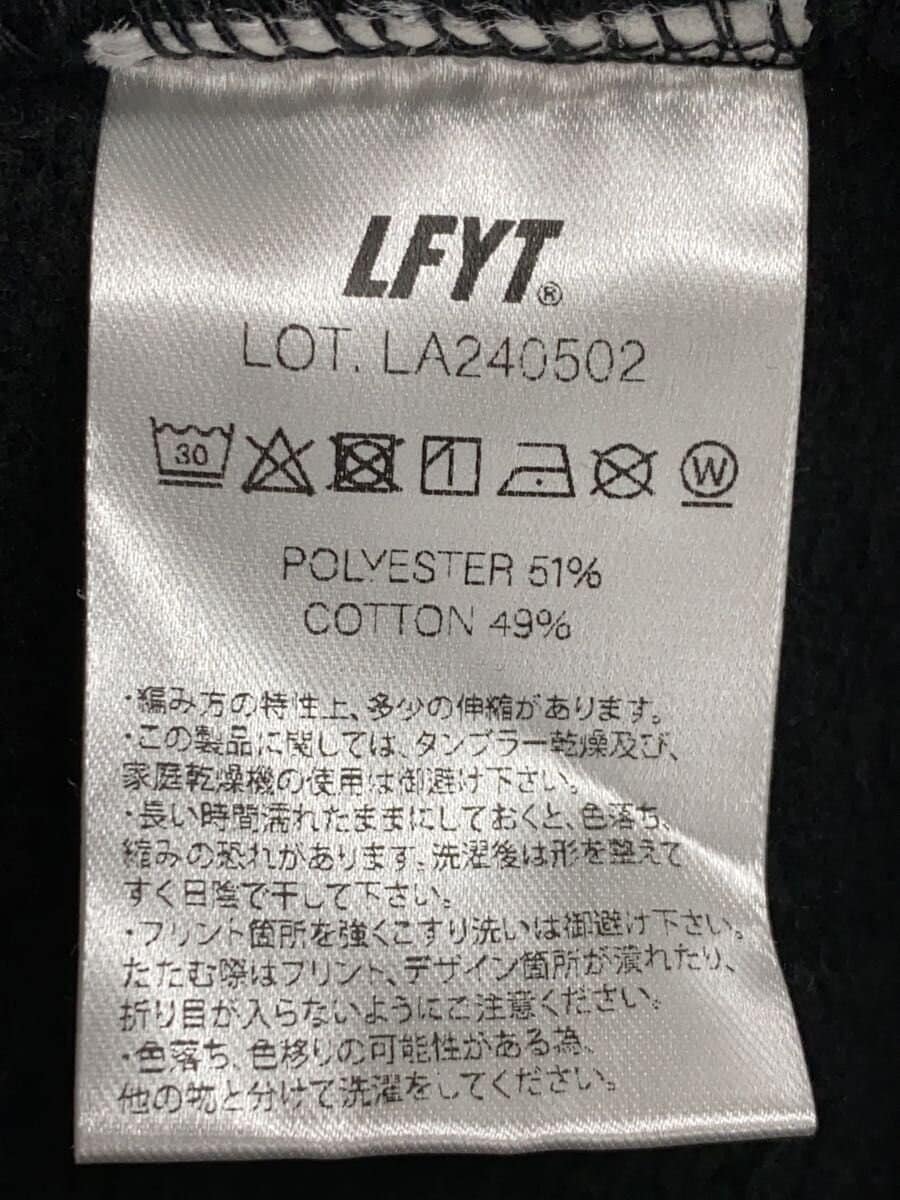 LFYT®
LOT. LA240502
30
W
POLYESTER 51%
COTTON 49%
・編み方の特性上、多少の伸縮があります。
・この製品に関しては、タンブラー乾燥及び、
家庭乾燥機の使用は御避け下さい。
・長い時間濡れたままにしておくと、色落ち、
縮みの恐れがあります。洗濯後は形を整えて
すぐ日陰で干して下さい。
・プリント箇所を強くこすり洗いは御避け下さい。
たたむ際はプリント、デザイン箇所が潰れたり、
折り目が入らないようにご注意ください。
・色落ち、色移りの可能性がある為、
他の物と分けて洗濯をしてください。